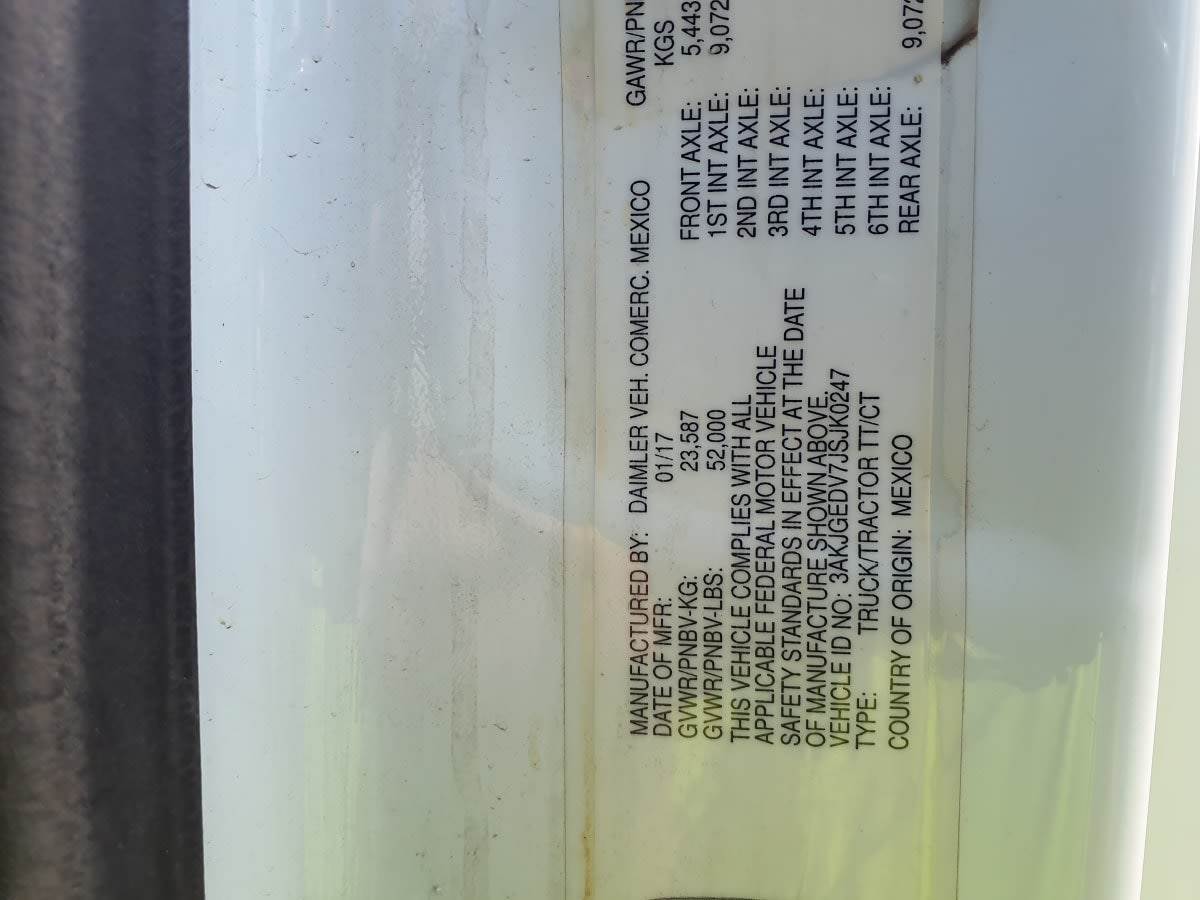 MANUFACTURED BY: DAIMLER VEH. COMERC. MEXICO
DATE OF MFR: 01/17
GVWR/PNBV-KG: 23,587
GVWR/PNBV-LBS: 52,000
THIS VEHICLE COMPLIES WITH ALL
APPLICABLE FEDERAL MOTOR VEHICLE
SAFETY STANDARDS IN EFFECT AT THE DATE
OF MANUFACTURE SHOWN ABOVE.
VEHICLE ID NO: 3AKJGEDV7JSJK0247
TYPE: TRUCK/TRACTOR TT/CT
COUNTRY OF ORIGIN: MEXICO
GAWR/PN
KGS
FRONT AXLE: 5,443
1ST INT AXLE: 9,072
2ND INT AXLE:
3RD INT AXLE:
4TH INT AXLE:
5TH INT AXLE:
6TH INT AXLE:
REAR AXLE: 9,072